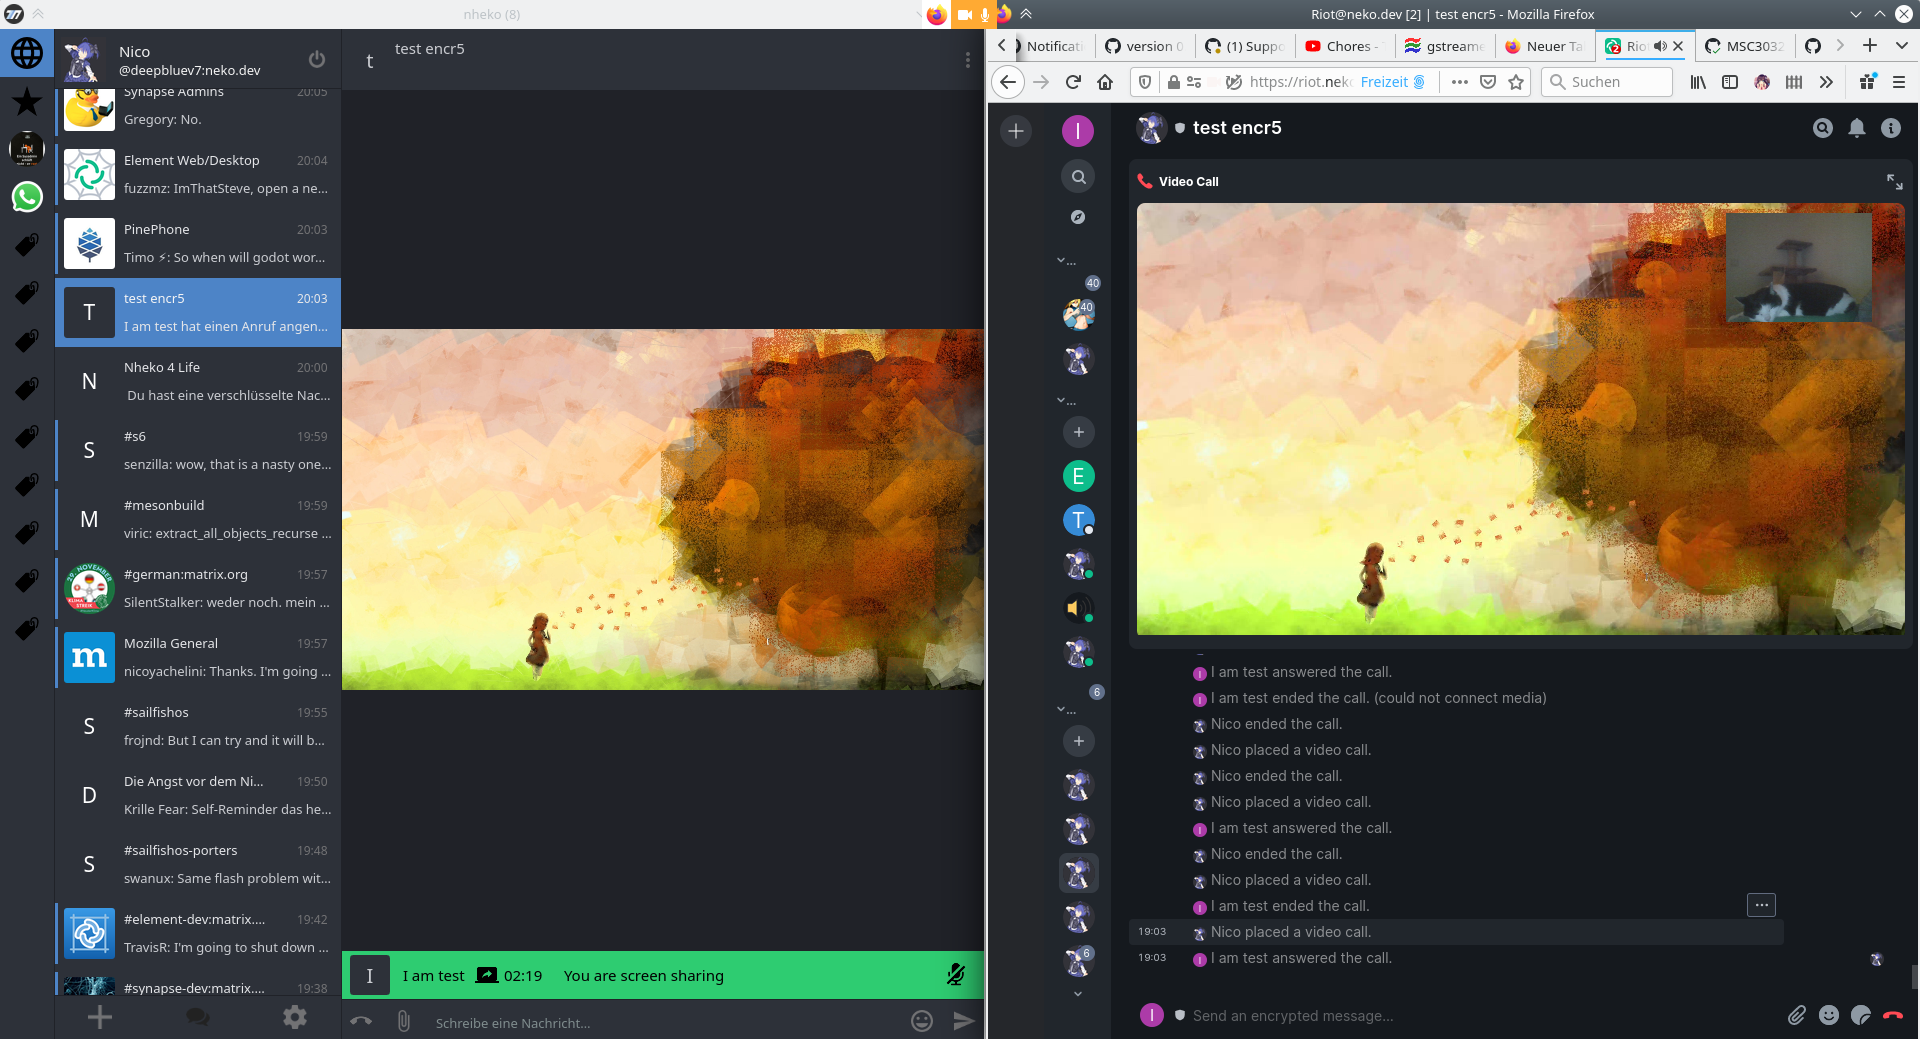 nheko (8)
Nico
@deepbluev7:neko.dev
Synapse Admins 20:05
Gregory: No.
Element Web/Desktop 20:04
fuzzmz: ImThatSteve, open a ne...
PinePhone 20:03
Timo ⚡: So when will godot wor...
T test encr5 20:03
I am test hat einen Anruf angen...
N Nheko 4 Life 20:00
Du hast eine verschlüsselte Nac...
S #s6 19:59
senzilla: wow, that is a nasty one...
M #mesonbuild 19:59
viric: extract_all_objects_recurse ...
#german:matrix.org 19:57
SilentStalker: weder noch. mein ...
m Mozilla General 19:57
nicoyachelini: Thanks. I'm going ...
S #sailfishos 19:55
frojnd: But I can try and it will b...
D Die Angst vor dem Ni... 19:50
Krille Fear: Self-Reminder das he...
S #sailfishos-porters 19:48
swanux: Same flash problem wit...
#element-dev:matrix.... 19:42
TravisR: I'm going to shut down ...
#synapse-dev:matrix.... 19:38
t test encr5
I I am test 02:19 You are screen sharing
Schreibe eine Nachricht...
Riot@neko.dev [2] | test encr5 - Mozilla Firefox
Notificati version 0 (1) Suppo Chores - gstreame Neuer Ta Riot MSC3032
https://riot.neko Freizeit Suchen
I
40
40
E
T
6
6
test encr5
Video Call
I am test answered the call.
I am test ended the call. (could not connect media)
Nico ended the call.
Nico placed a video call.
Nico ended the call.
Nico placed a video call.
I am test answered the call.
Nico ended the call.
Nico placed a video call.
I am test ended the call.
19:03 Nico placed a video call.
19:03 I am test answered the call.
I Send an encrypted message...